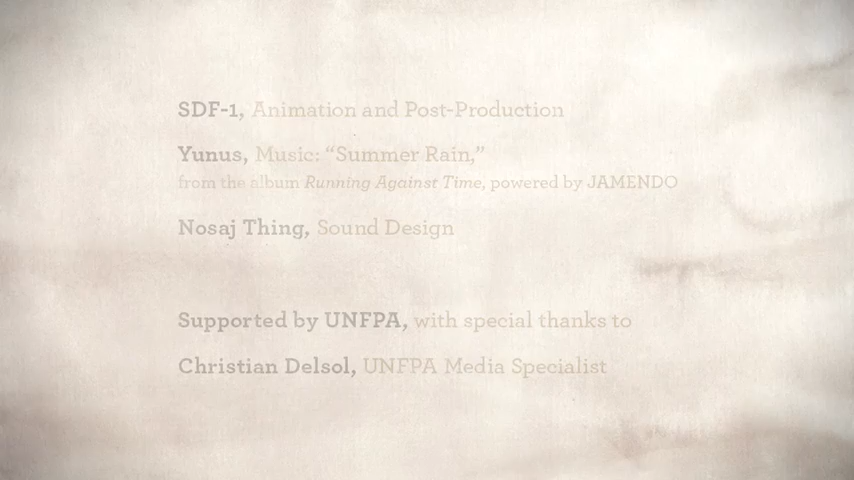 SDF-1, Animation and Post-Production
Yunus, Music: “Summer Rain,”
from the album Running Against Time, powered by JAMENDO
Nosaj Thing, Sound Design
Supported by UNFPA, with special thanks to
Christian Delsol, UNFPA Media Specialist